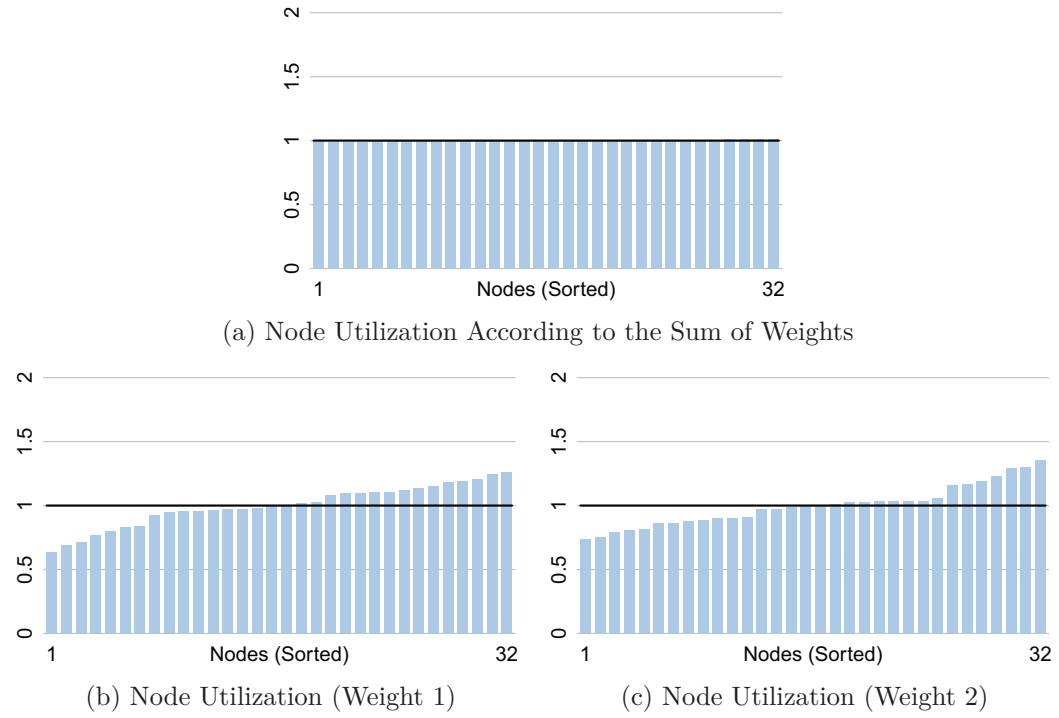 2
1.5
1
0.5
0
1 Nodes (Sorted) 32
(a) Node Utilization According to the Sum of Weights
2
1.5
1
0.5
0
1 Nodes (Sorted) 32
(b) Node Utilization (Weight 1)
2
1.5
1
0.5
0
1 Nodes (Sorted) 32
(c) Node Utilization (Weight 2)